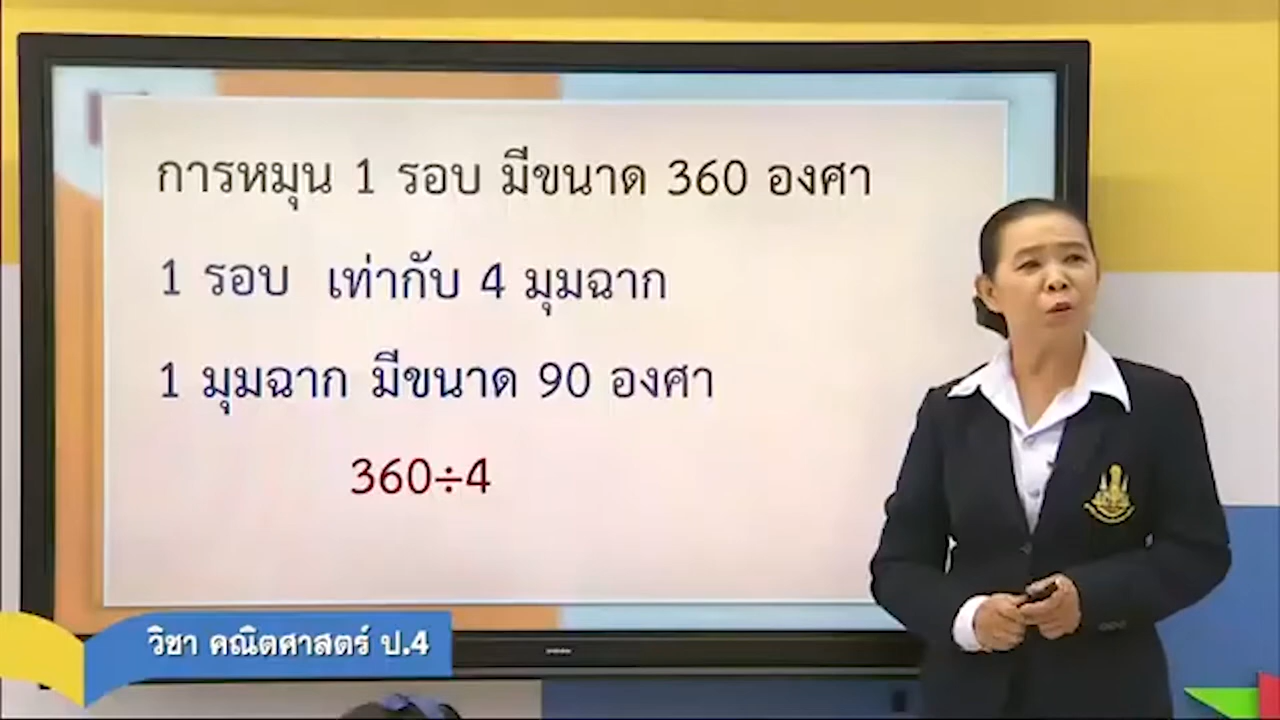 การหมุน 1 รอบ มีขนาด 360 องศา
1 รอบ เท่ากับ 4 มุมฉาก
1 มุมฉาก มีขนาด 90 องศา
360÷4
วิชา คณิตศาสตร์ ป.4